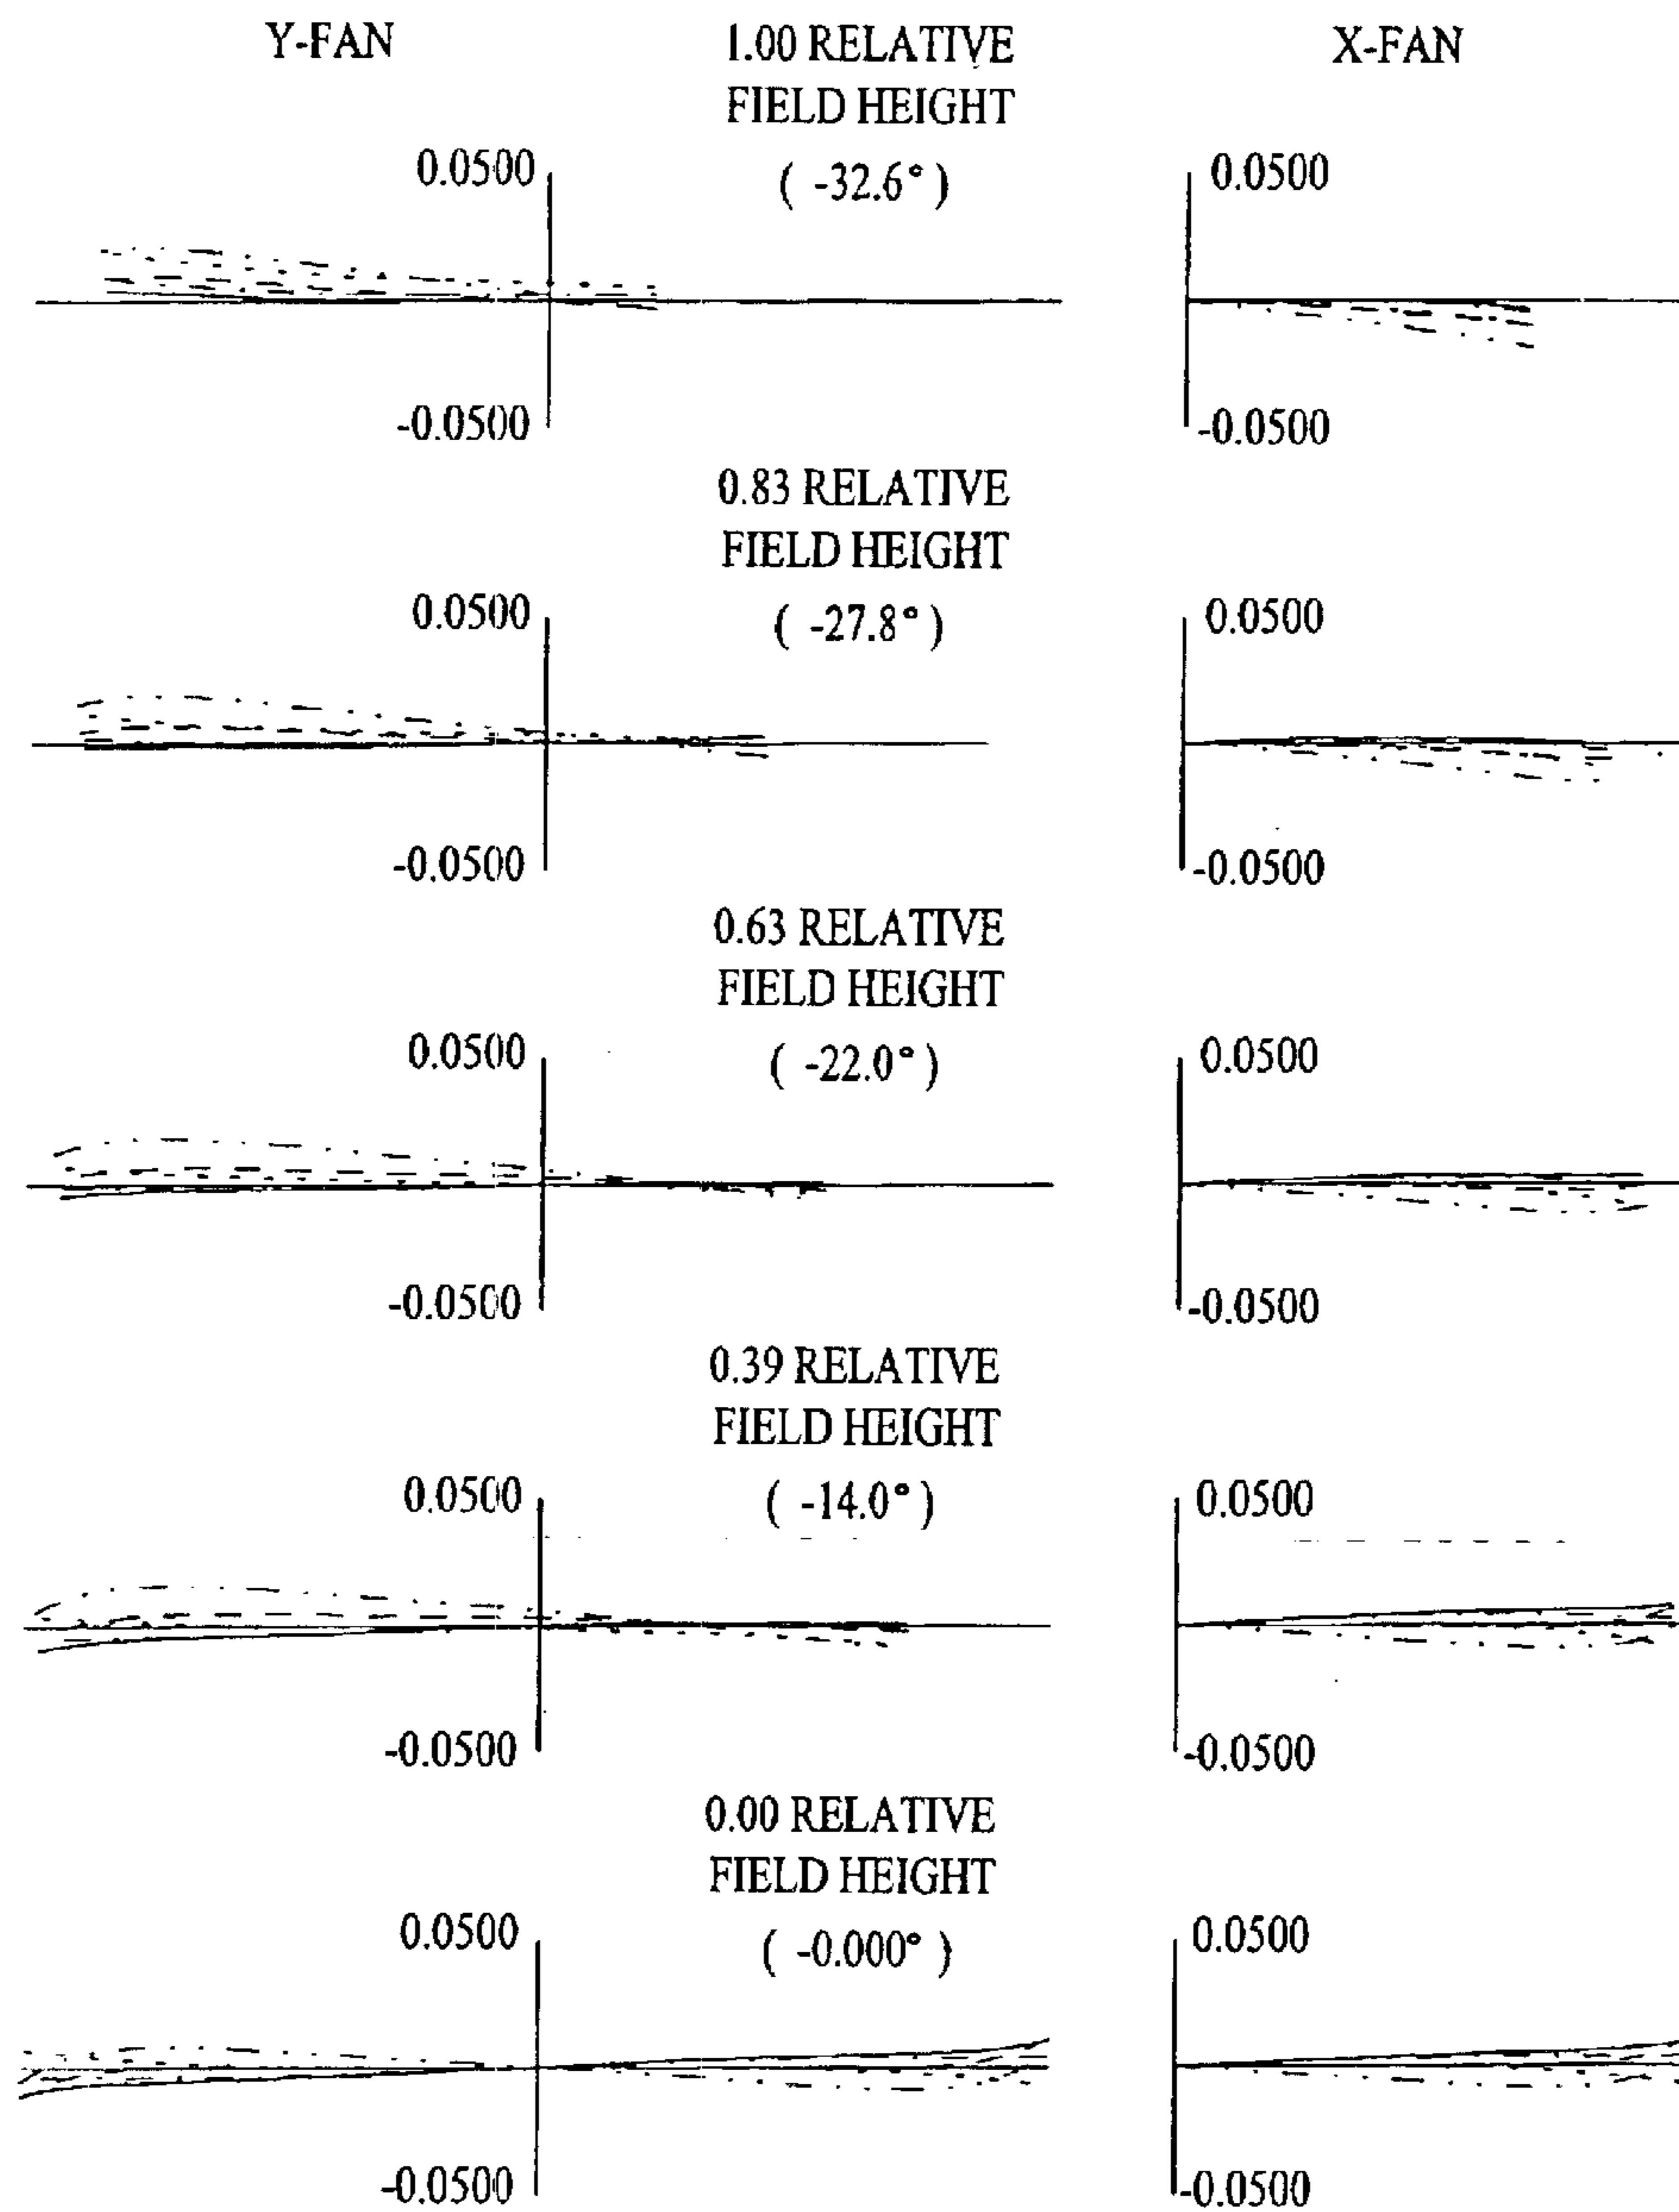 Y-FAN
1.00 RELATIVE
FIELD HEIGHT
( -32.6° )
X-FAN
0.0500
0.0500
-0.0500
-0.0500
0.83 RELATIVE
FIELD HEIGHT
( -27.8° )
0.0500
0.0500
-0.0500
-0.0500
0.63 RELATIVE
FIELD HEIGHT
( -22.0° )
0.0500
0.0500
-0.0500
-0.0500
0.39 RELATIVE
FIELD HEIGHT
( -14.0° )
0.0500
0.0500
-0.0500
-0.0500
0.00 RELATIVE
FIELD HEIGHT
( -0.000° )
0.0500
0.0500
-0.0500
-0.0500